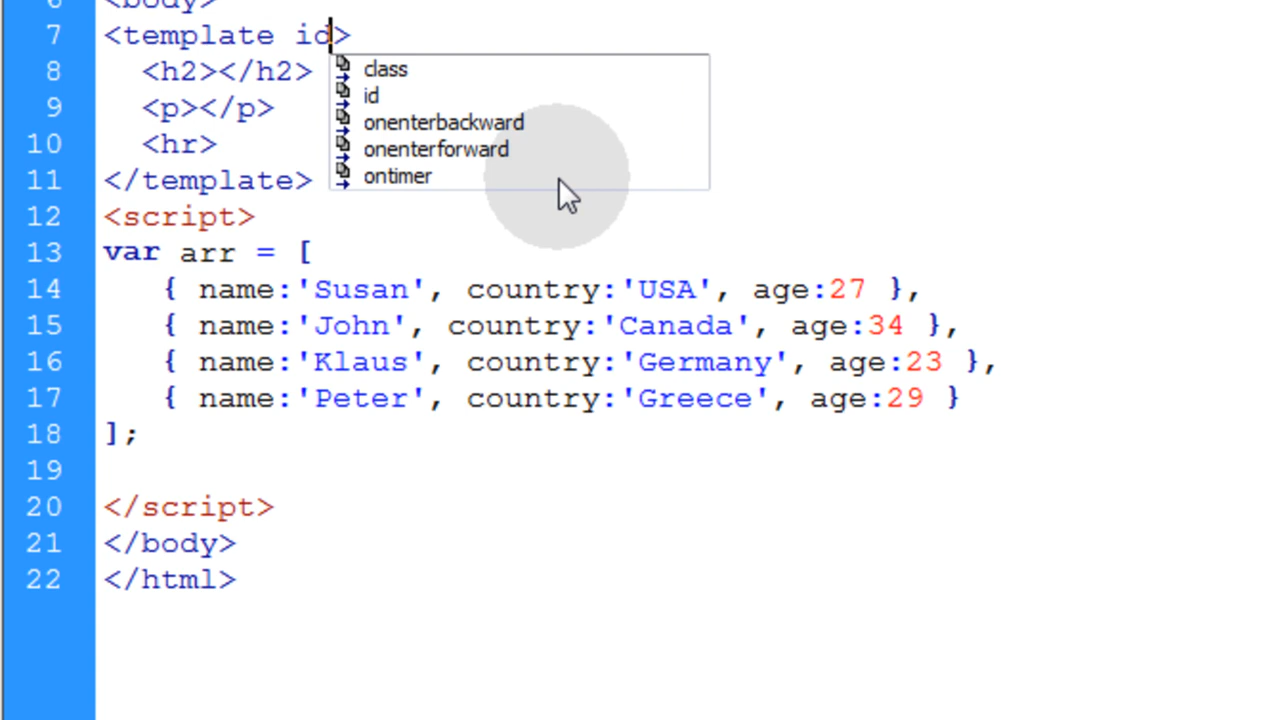 6 <body>
7 <template id>
class
id
onenterbackward
onenterforward
ontimer
8 <h2></h2>
9 <p></p>
10 <hr>
11 </template>
12 <script>
13 var arr = [
14 { name:'Susan', country:'USA', age:27 },
15 { name:'John', country:'Canada', age:34 },
16 { name:'Klaus', country:'Germany', age:23 },
17 { name:'Peter', country:'Greece', age:29 }
18 ];
19
20 </script>
21 </body>
22 </html>